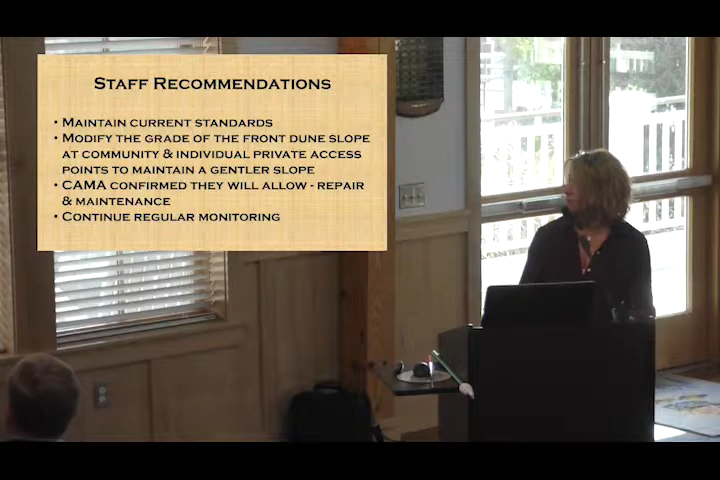 STAFF RECOMMENDATIONS
• MAINTAIN CURRENT STANDARDS
• MODIFY THE GRADE OF THE FRONT DUNE SLOPE
AT COMMUNITY & INDIVIDUAL PRIVATE ACCESS
POINTS TO MAINTAIN A GENTLER SLOPE
• CAMA CONFIRMED THEY WILL ALLOW - REPAIR
& MAINTENANCE
• CONTINUE REGULAR MONITORING